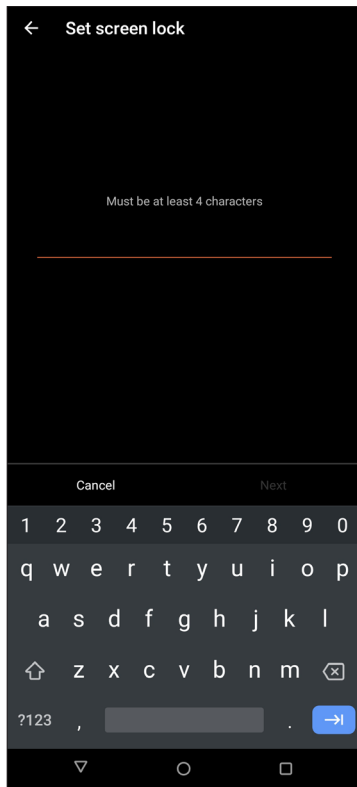 Set screen lock
Must be at least 4 characters
Cancel Next
1 2 3 4 5 6 7 8 9 0
q w e r t y u i o p
a s d f g h j k l
z x c v b n m
?123 , .